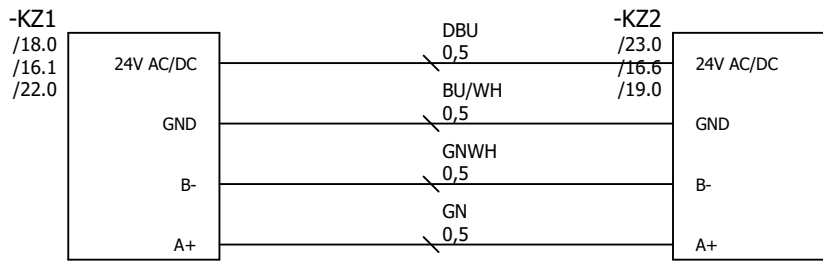 -KZ1
/18.0
/16.1
/22.0
24V AC/DC
GND
B-
A+
DBU
0,5
BU/WH
0,5
GNWH
0,5
GN
0,5
-KZ2
/23.0
/16.6
/19.0
24V AC/DC
GND
B-
A+